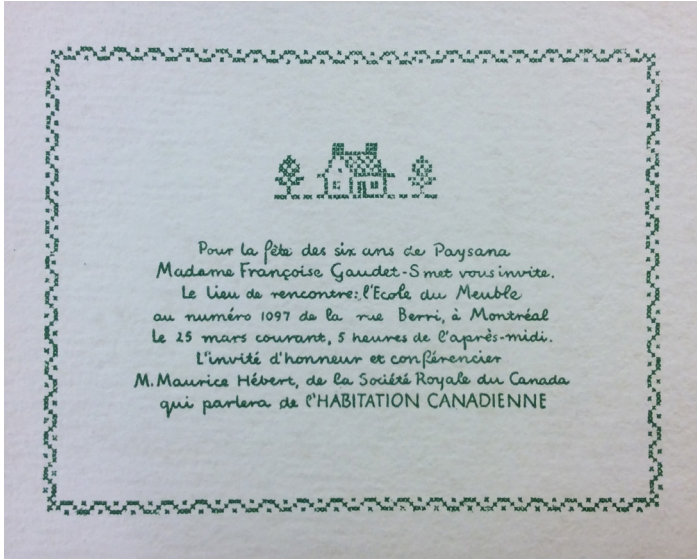 Pour la fête des six ans de Paysana
Madame Françoise Gaudet-Smet vous invite.
Le lieu de rencontre: l'Ecole du Meuble
au numéro 1097 de la rue Berri, à Montréal
Le 25 mars courant, 5 heures de l'après-midi.
L'invité d'honneur et conférencier
M. Maurice Hébert, de la Société Royale du Canada
qui parlera de l'HABITATION CANADIENNE